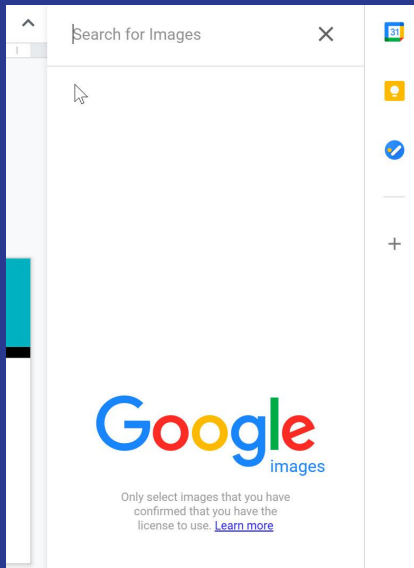 Search for Images
31
Google
images
Only select images that you have
confirmed that you have the
license to use. Learn more